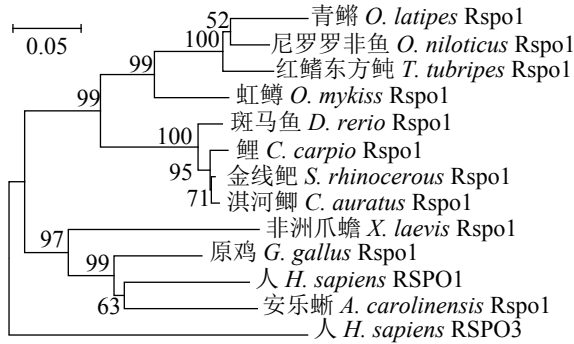 0.05
52
青鳉 O. latipes Rspo1
100
尼罗罗非鱼 O. niloticus Rspo1
99
红鳍东方鲀 T. tubripes Rspo1
99
虹鳟 O. mykiss Rspo1
斑马鱼 D. rerio Rspo1
100
鲤 C. carpio Rspo1
95
金线鲃 S. rhinocerous Rspo1
71
淇河鲫 C. auratus Rspo1
非洲爪蟾 X. laevis Rspo1
97
原鸡 G. gallus Rspo1
99
人 H. sapiens RSPO1
63
安乐蜥 A. carolinensis Rspo1
人 H. sapiens RSPO3